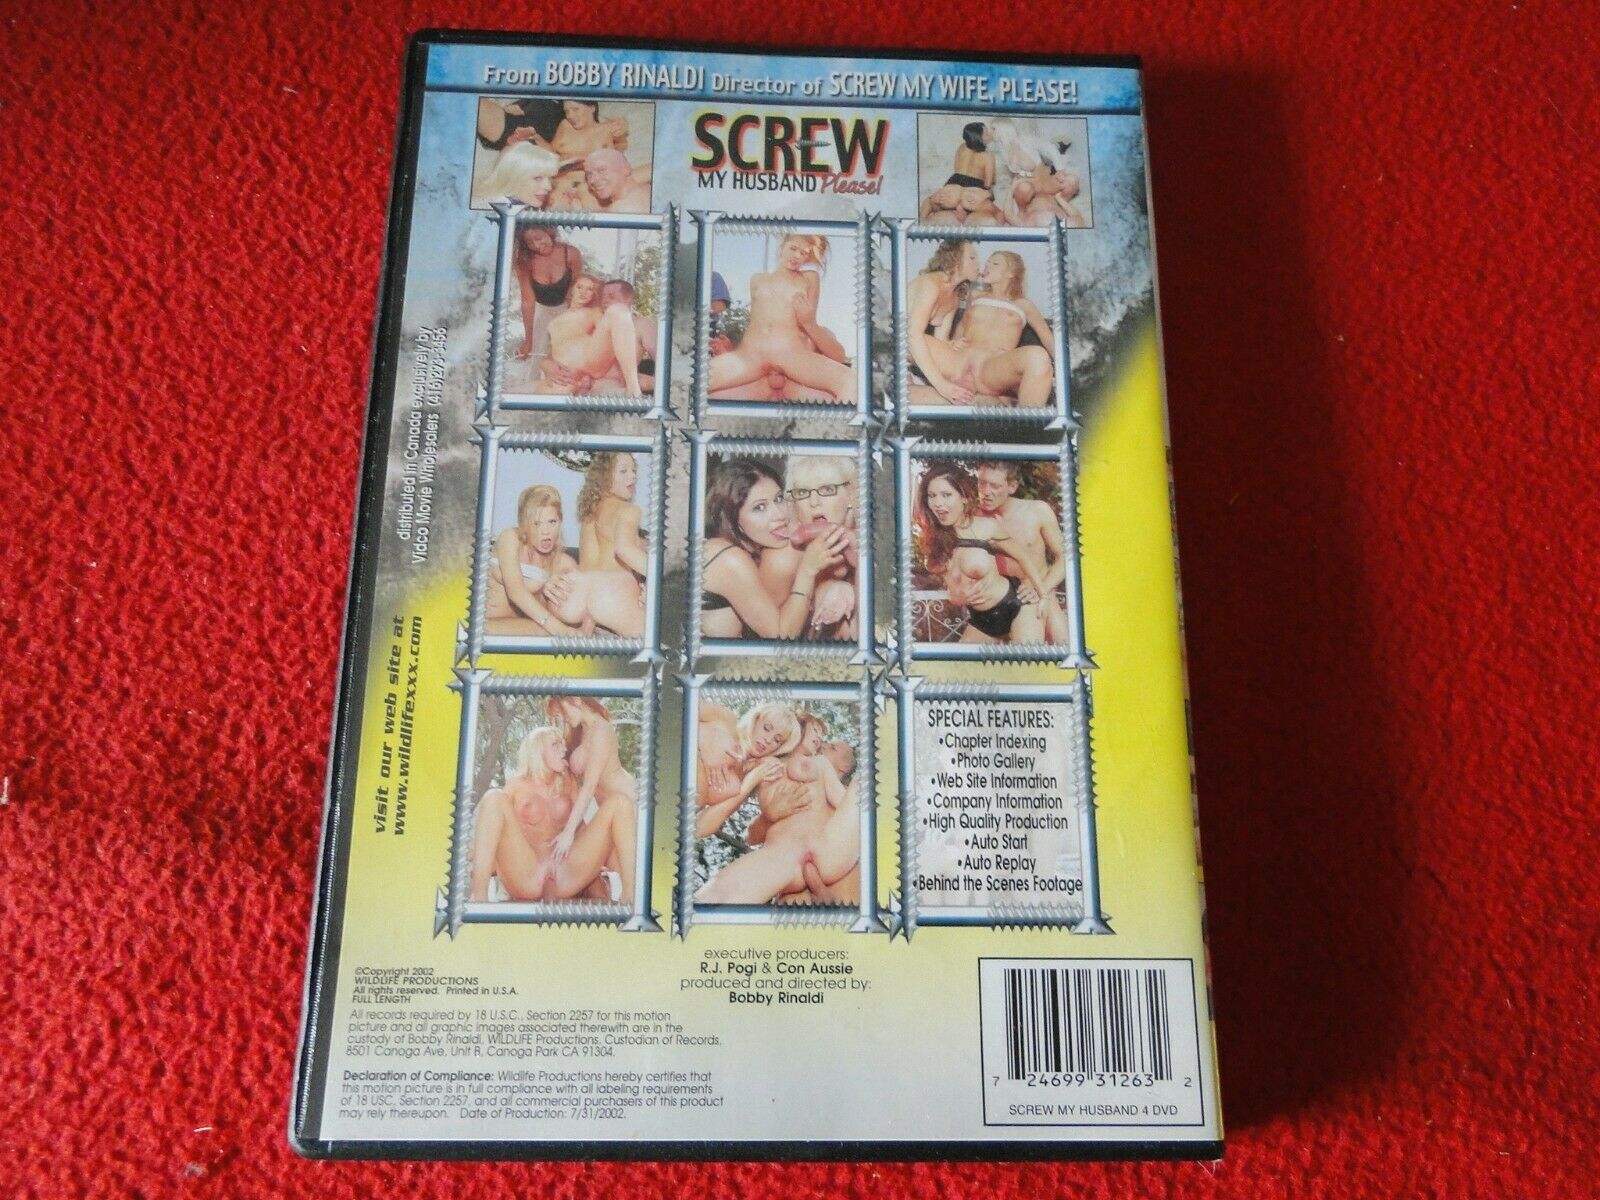 From BOBBY RINALDI Director of SCREW MY WIFE, PLEASE!
SCREW
MY HUSBAND Please!
distributed in Canada exclusively by
Video Movie Wholesalers (416)293-3456
visit our web site at
www.wildlifexxx.com
SPECIAL FEATURES:
•Chapter Indexing
•Photo Gallery
•Web Site Information
•Company Information
•High Quality Production
•Auto Start
•Auto Replay
•Behind the Scenes Footage
executive producers:
R.J. Pogi & Con Aussie
produced and directed by:
Bobby Rinaldi
©Copyright 2002
WILDLIFE PRODUCTIONS
All rights reserved. Printed in U.S.A.
FULL LENGTH
All records required by 18 U.S.C., Section 2257 for this motion
picture and all graphic images associated therewith are in the
custody of Bobby Rinaldi, WILDLIFE Productions, Custodian of Records,
8501 Canoga Ave, Unit B, Canoga Park CA 91304.
Declaration of Compliance: Wildlife Productions hereby certifies that
this motion picture is in full compliance with all labeling requirements
of 18 USC, Section 2257, and all commercial purchasers of this product
may rely thereupon. Date of Production: 7/31/2002.
7 24699 31263 2
SCREW MY HUSBAND 4 DVD